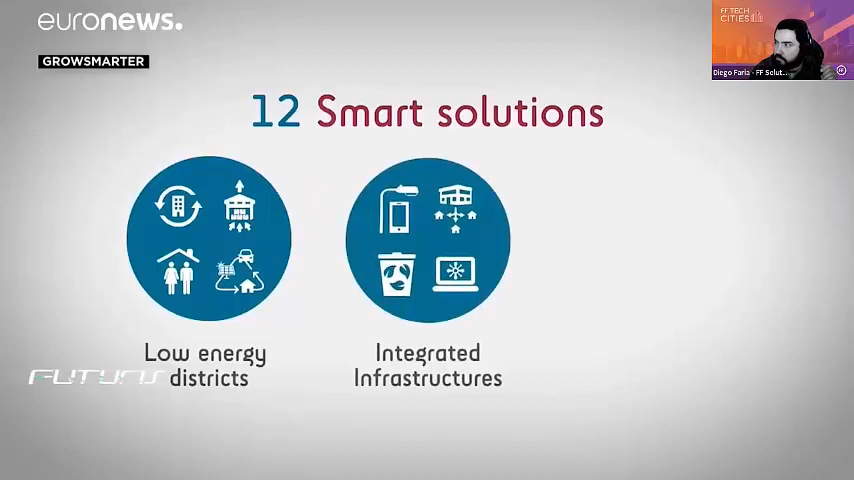 euronews.
GROWSMARTER
FF TECH
CITIES
Diego Faria - FF Solut...
12 Smart solutions
Low energy
districts
Integrated
Infrastructures
FUTURIS